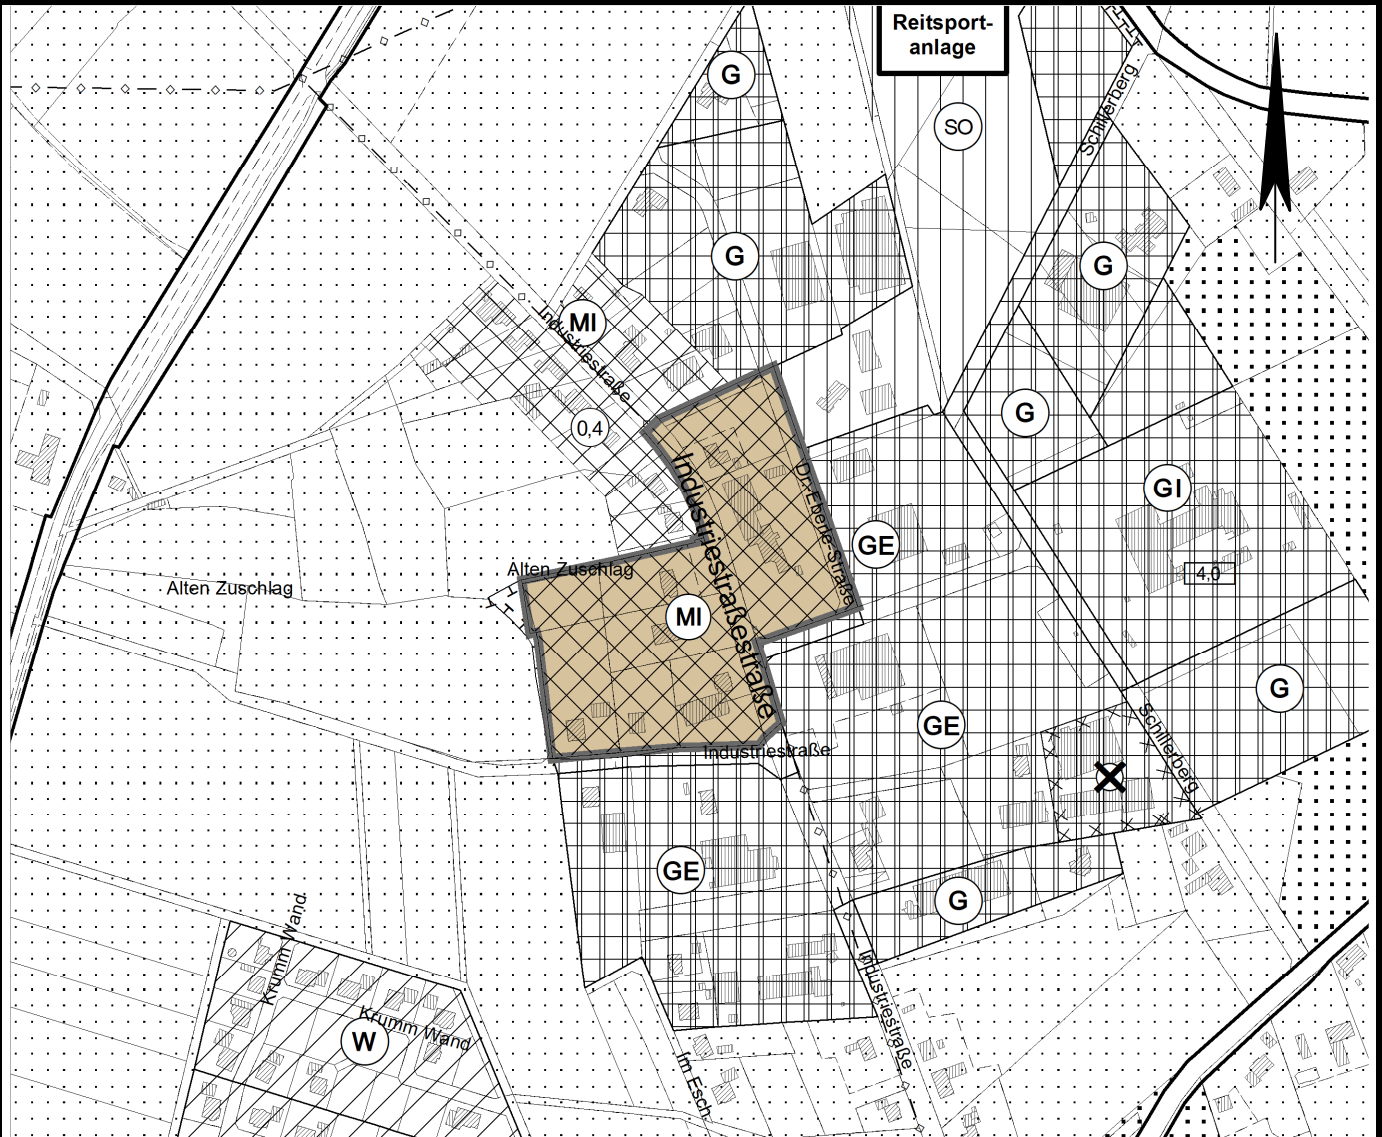 Reitsport-
anlage
G
SO
Schillerberg
G
G
MI
Industriestraße
0,4
G
Industriestraßestraße
Dr.-Eberle-Straße
GI
GE
4,0
Alten Zuschlag
Alten Zuschlag
MI
G
GE
Schillerberg
Industriestraße
GE
G
Krumm Wand
Krumm Wand
W
Industriestraße
Im Esch